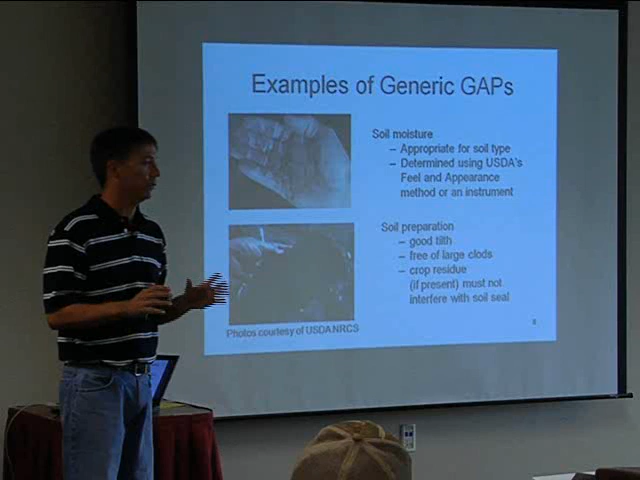 Examples of Generic GAPs
Soil moisture
– Appropriate for soil type
– Determined using USDA's
Feel and Appearance
method or an instrument
Soil preparation
– good tilth
– free of large clods
– crop residue
(if present) must not
interfere with soil seal
Photos courtesy of USDA NRCS